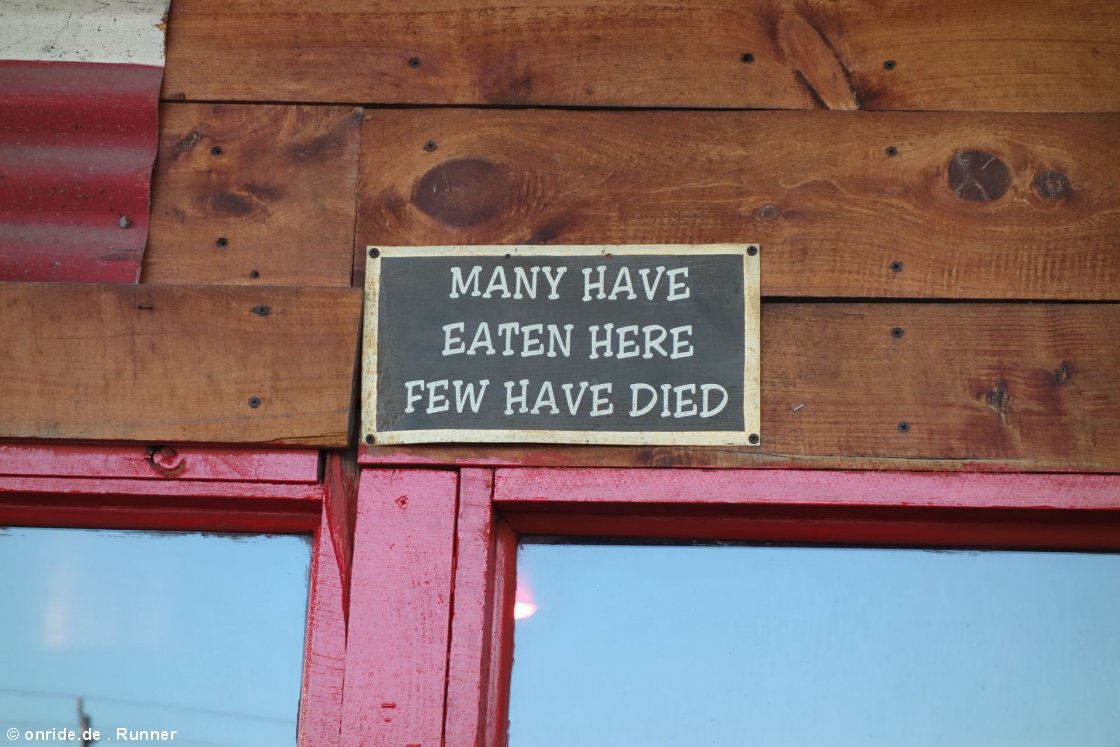 MANY HAVE
EATEN HERE
FEW HAVE DIED
© onride.de . Runner